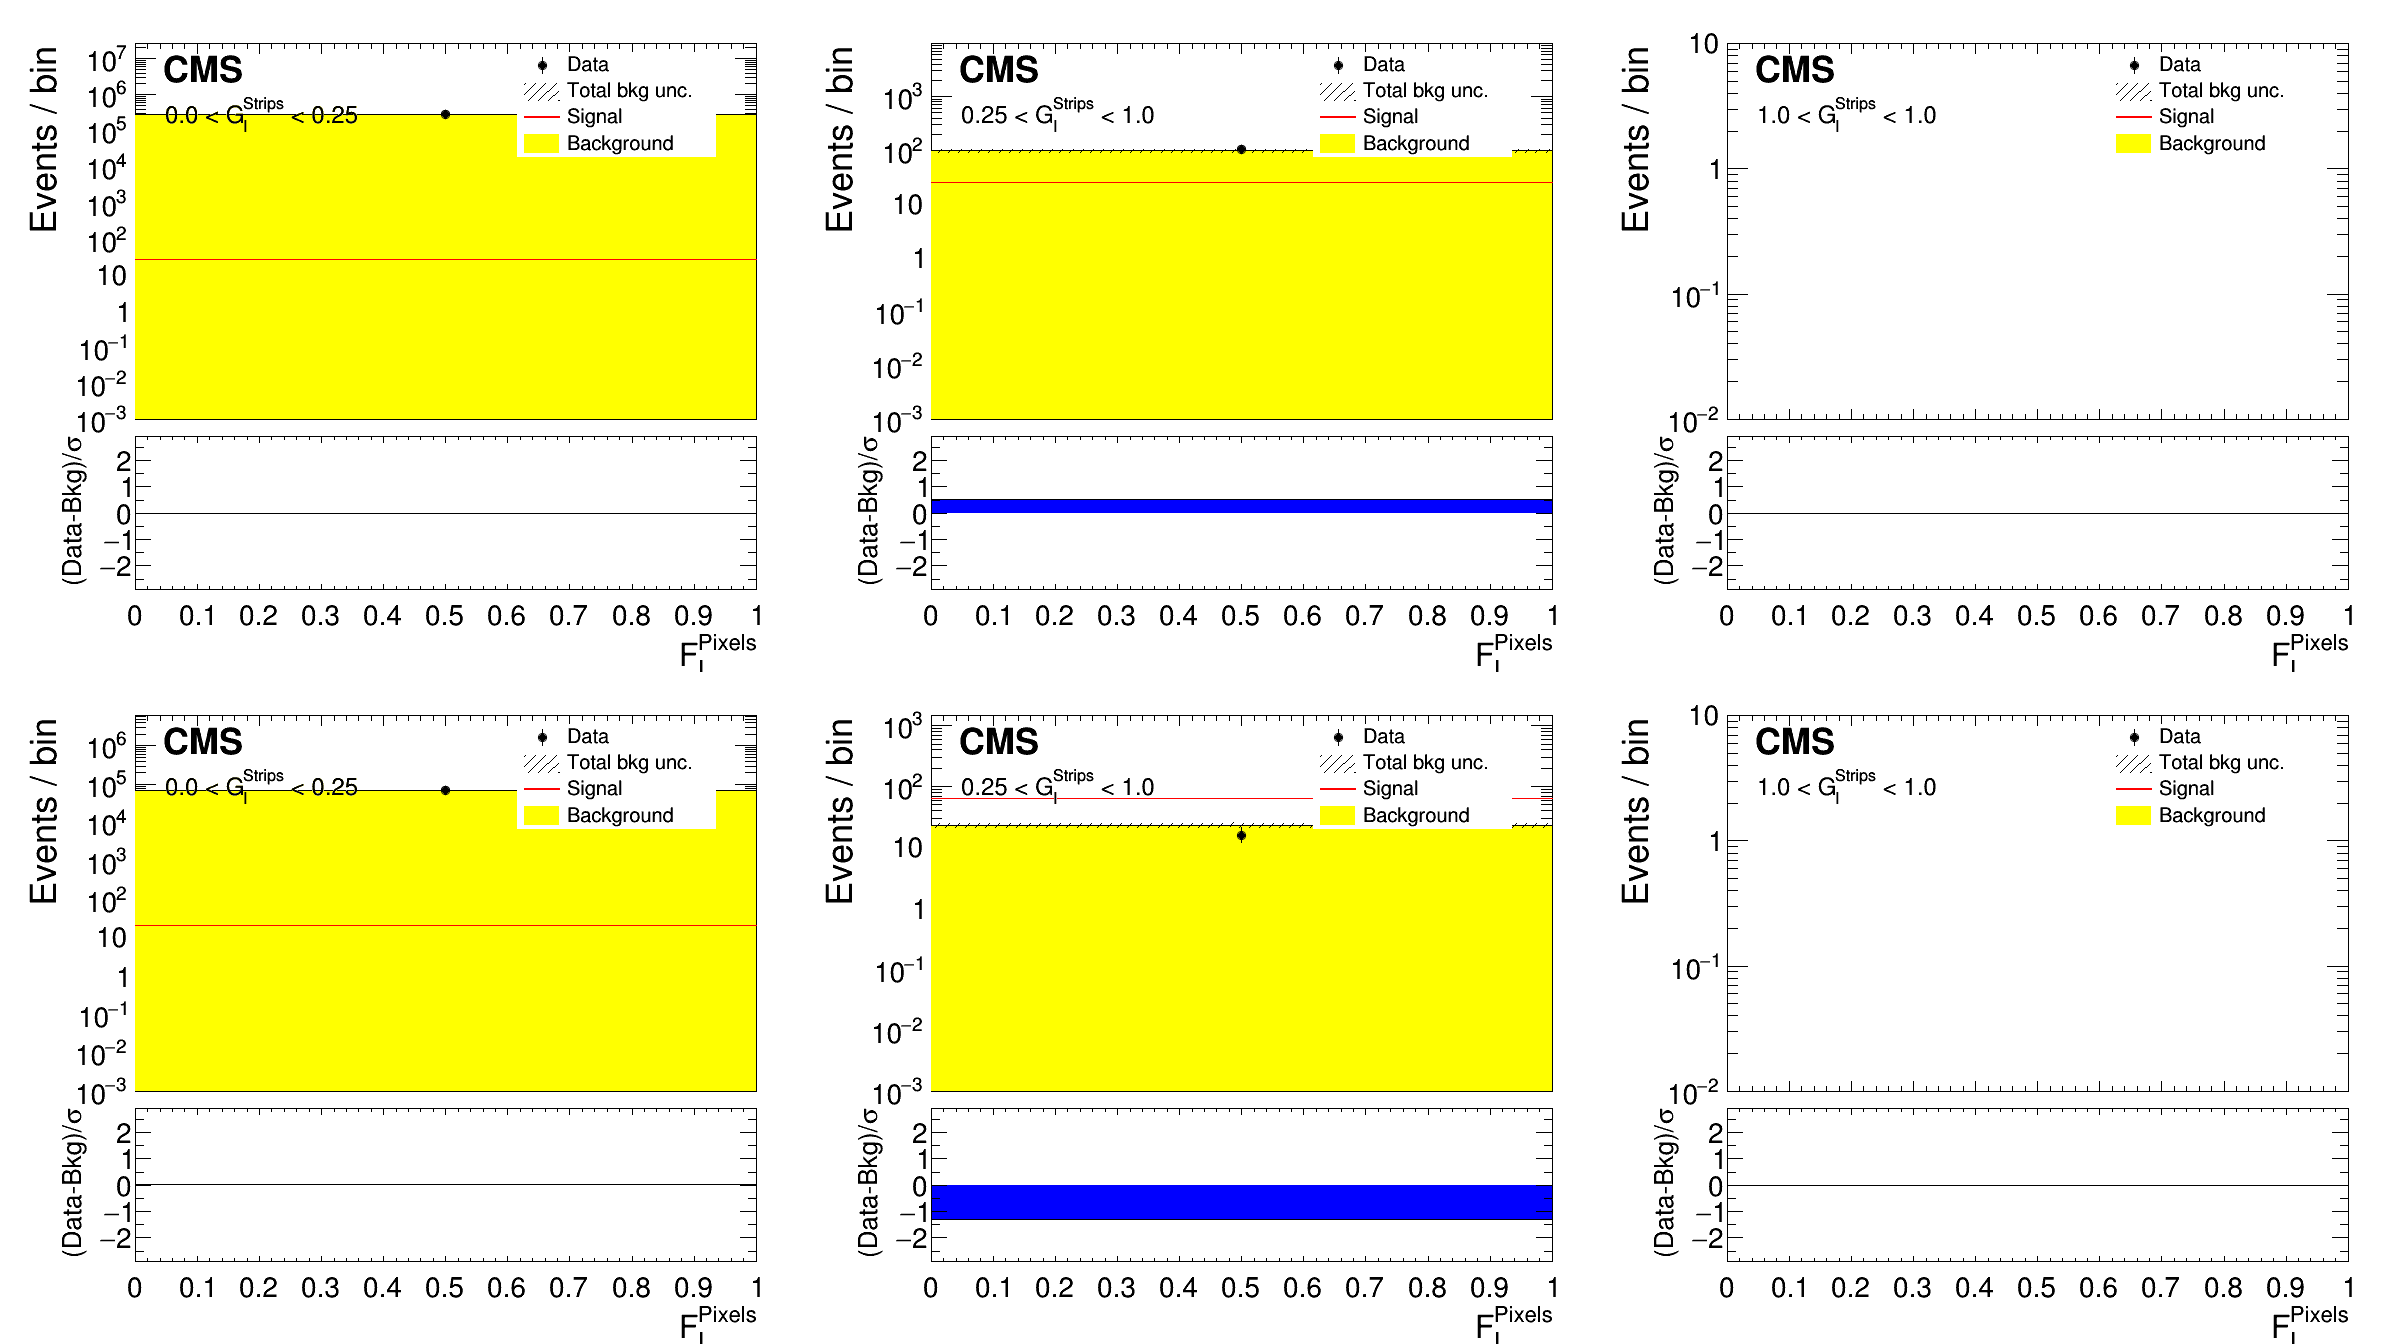 Events / bin
10^7
10^6
10^5
10^4
10^3
10^2
10
1
10^−1
10^−2
10^−3
CMS
0.0 < G_I^Strips < 0.25
Data
Total bkg unc.
Signal
Background
(Data-Bkg)/σ
2
1
0
−1
−2
0 0.1 0.2 0.3 0.4 0.5 0.6 0.7 0.8 0.9 1
F_I^Pixels
Events / bin
10^3
10^2
10
1
10^−1
10^−2
10^−3
CMS
0.25 < G_I^Strips < 1.0
Data
Total bkg unc.
Signal
Background
(Data-Bkg)/σ
2
1
0
−1
−2
0 0.1 0.2 0.3 0.4 0.5 0.6 0.7 0.8 0.9 1
F_I^Pixels
Events / bin
10
1
10^−1
10^−2
CMS
1.0 < G_I^Strips < 1.0
Data
Total bkg unc.
Signal
Background
(Data-Bkg)/σ
2
1
0
−1
−2
0 0.1 0.2 0.3 0.4 0.5 0.6 0.7 0.8 0.9 1
F_I^Pixels
Events / bin
10^6
10^5
10^4
10^3
10^2
10
1
10^−1
10^−2
10^−3
CMS
0.0 < G_I^Strips < 0.25
Data
Total bkg unc.
Signal
Background
(Data-Bkg)/σ
2
1
0
−1
−2
0 0.1 0.2 0.3 0.4 0.5 0.6 0.7 0.8 0.9 1
F_I^Pixels
Events / bin
10^3
10^2
10
1
10^−1
10^−2
10^−3
CMS
0.25 < G_I^Strips < 1.0
Data
Total bkg unc.
Signal
Background
(Data-Bkg)/σ
2
1
0
−1
−2
0 0.1 0.2 0.3 0.4 0.5 0.6 0.7 0.8 0.9 1
F_I^Pixels
Events / bin
10
1
10^−1
10^−2
CMS
1.0 < G_I^Strips < 1.0
Data
Total bkg unc.
Signal
Background
(Data-Bkg)/σ
2
1
0
−1
−2
0 0.1 0.2 0.3 0.4 0.5 0.6 0.7 0.8 0.9 1
F_I^Pixels